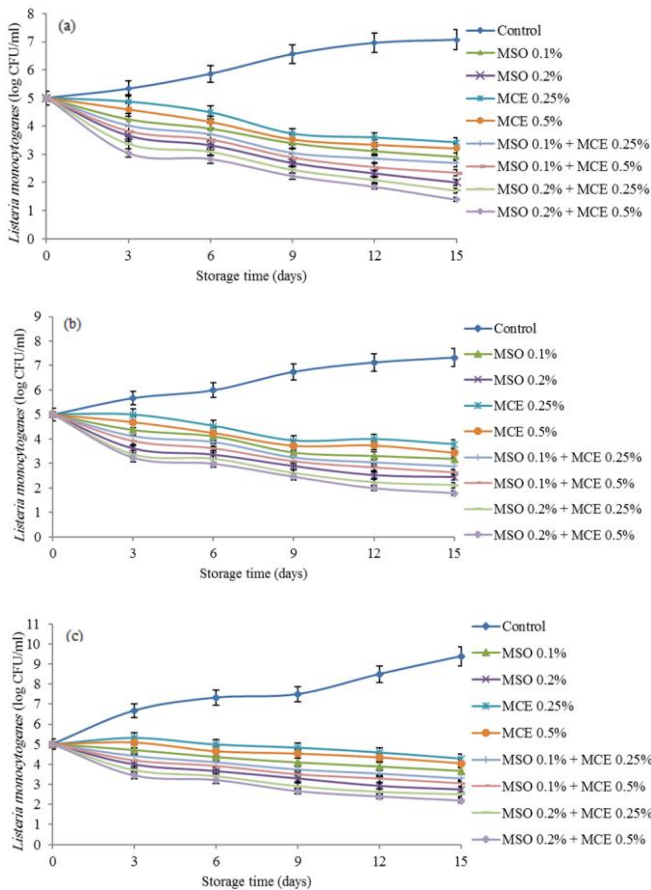 (a)
Listeria monocytogenes (log CFU/ml)
8
7
6
5
4
3
2
1
0
0 3 6 9 12 15
Storage time (days)
Control
MSO 0.1%
MSO 0.2%
MCE 0.25%
MCE 0.5%
MSO 0.1% + MCE 0.25%
MSO 0.1% + MCE 0.5%
MSO 0.2% + MCE 0.25%
MSO 0.2% + MCE 0.5%
(b)
Listeria monocytogenes (log CFU/ml)
9
8
7
6
5
4
3
2
1
0
0 3 6 9 12 15
Storage time (days)
Control
MSO 0.1%
MSO 0.2%
MCE 0.25%
MCE 0.5%
MSO 0.1% + MCE 0.25%
MSO 0.1% + MCE 0.5%
MSO 0.2% + MCE 0.25%
MSO 0.2% + MCE 0.5%
(c)
Listeria monocytogenes (log CFU/ml)
11
10
9
8
7
6
5
4
3
2
1
0
0 3 6 9 12 15
Storage time (days)
Control
MSO 0.1%
MSO 0.2%
MCE 0.25%
MCE 0.5%
MSO 0.1% + MCE 0.25%
MSO 0.1% + MCE 0.5%
MSO 0.2% + MCE 0.25%
MSO 0.2% + MCE 0.5%